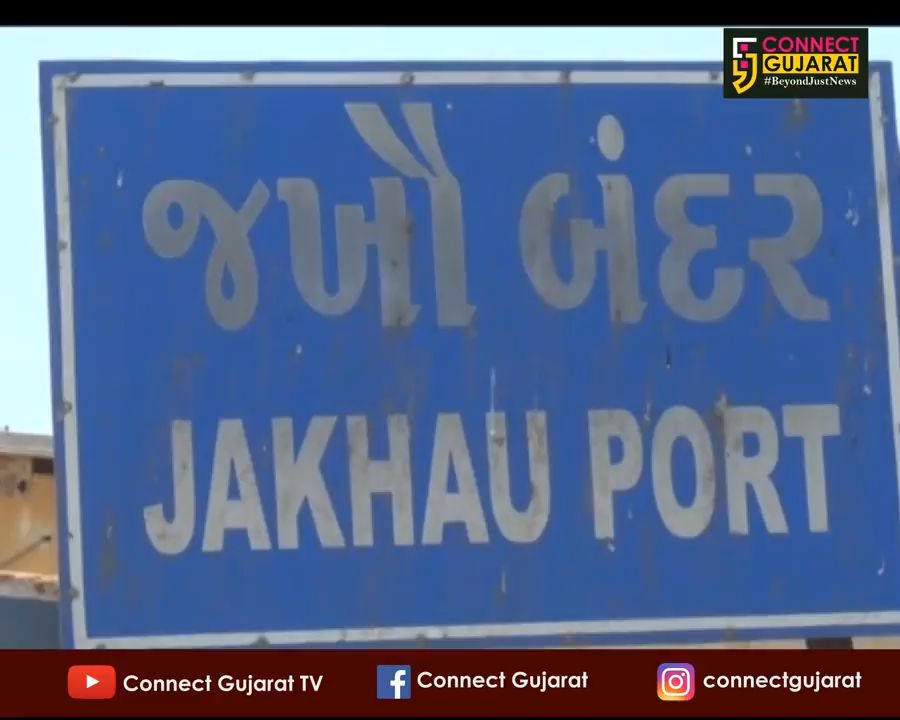 CONNECT
GUJARAT
#BeyondJustNews
જખૌ બંદર
JAKHAU PORT
Connect Gujarat TV
Connect Gujarat
connectgujarat